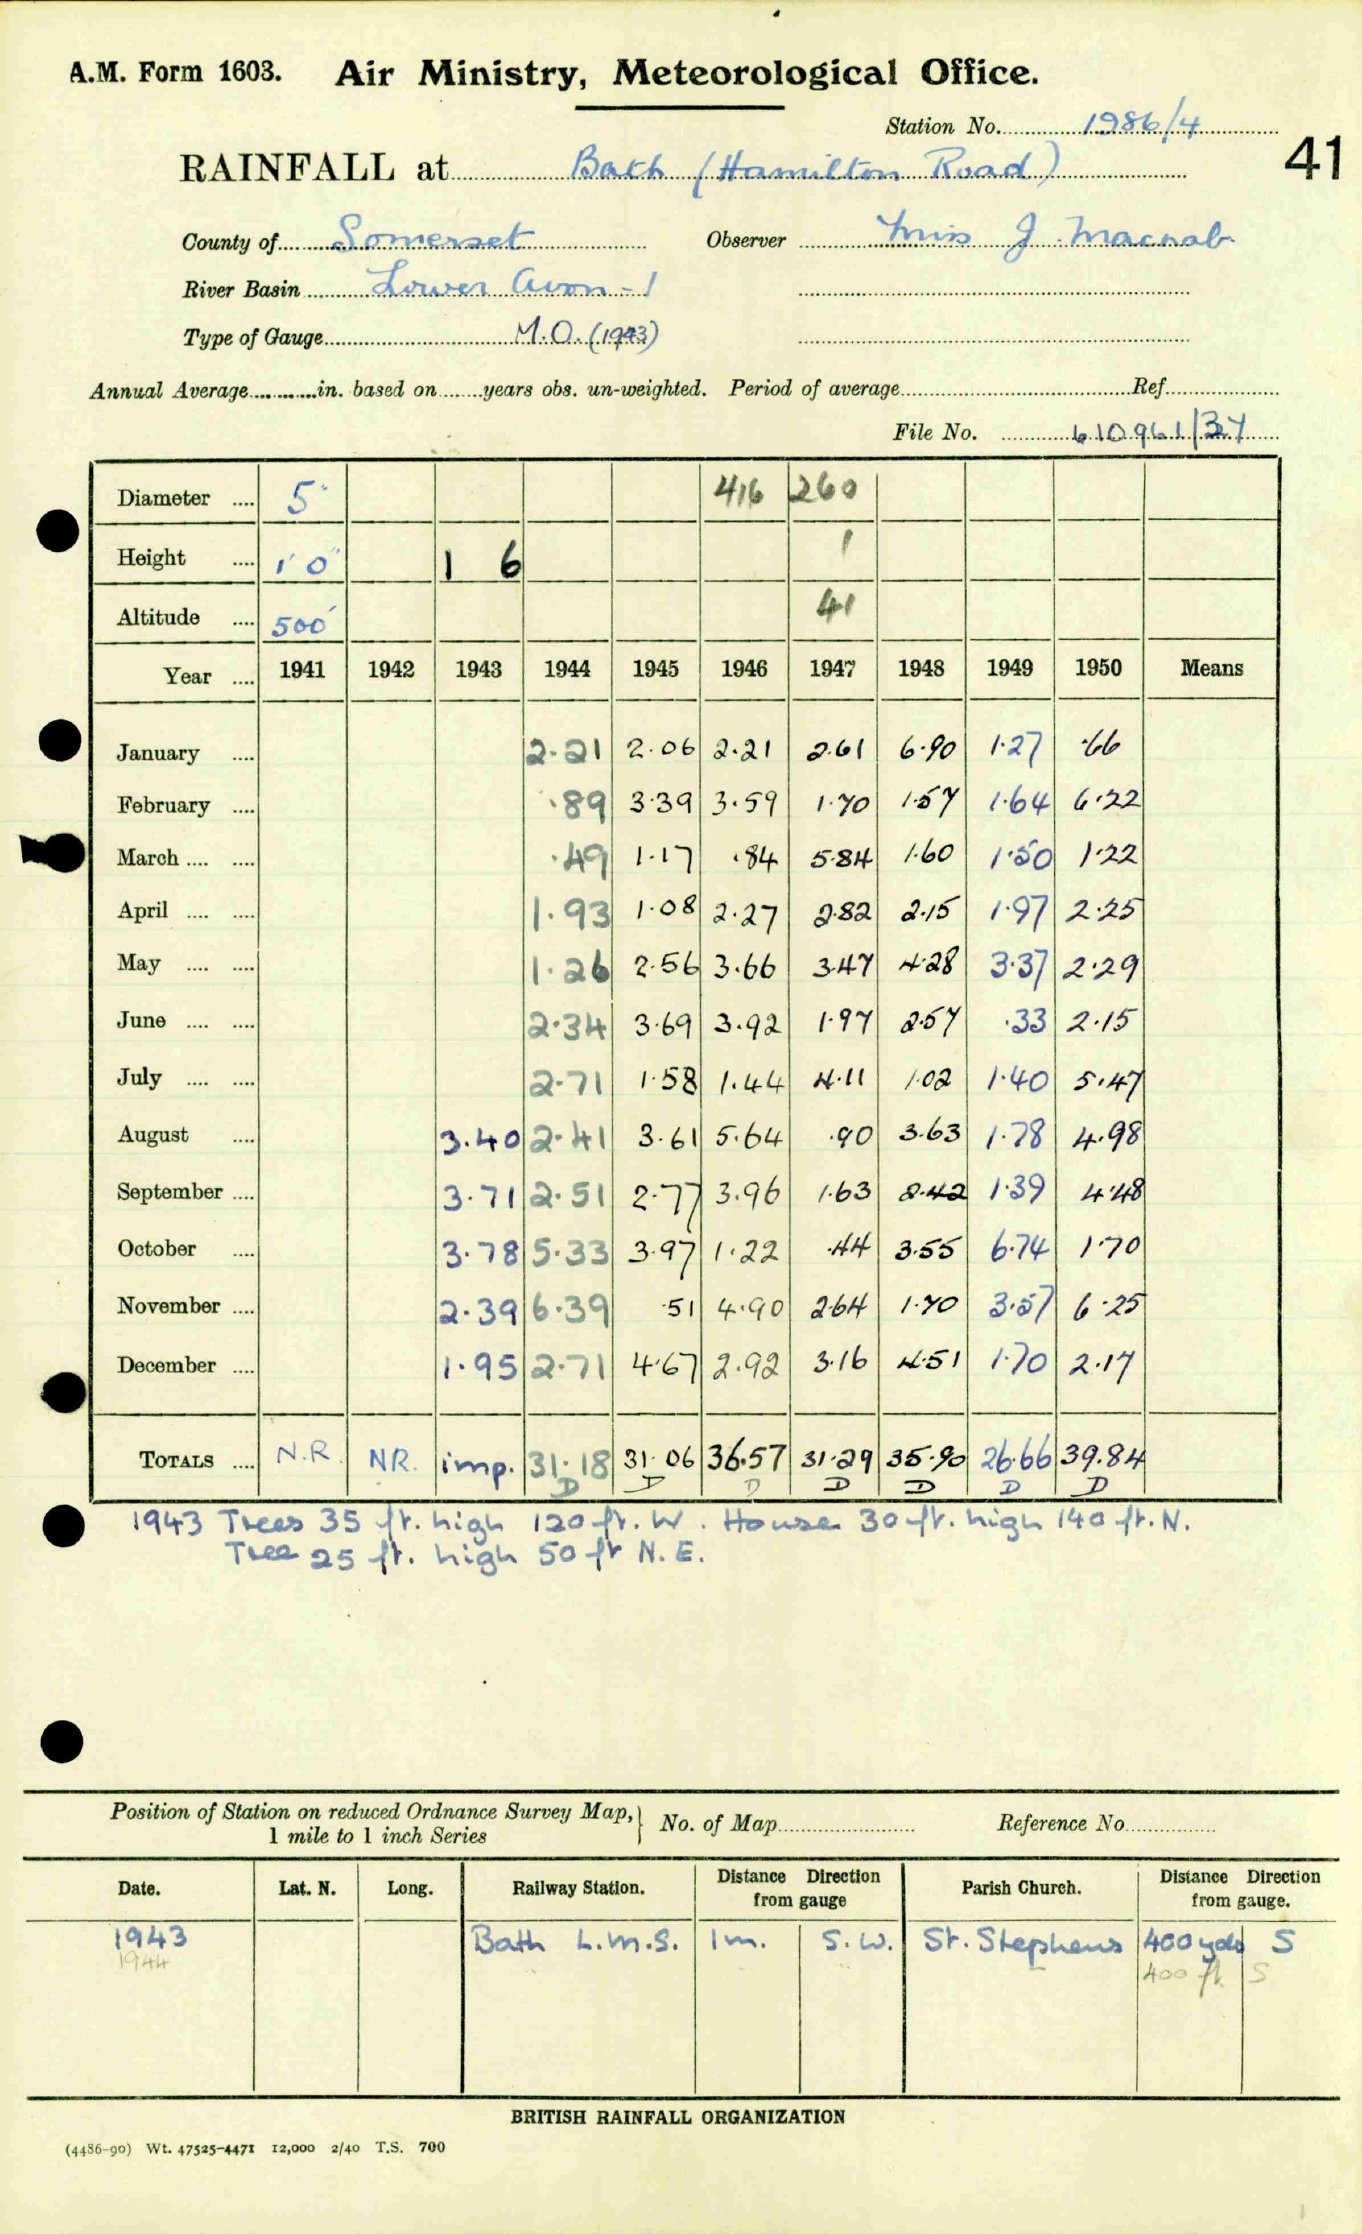 A.M. Form 1603. Air Ministry, Meteorological Office.
Station No. 1986/4
41
RAINFALL at Bath (Hamilton Road)
County of Somerset Observer Miss J. Macnab.
River Basin Lower Avon - 1
Type of Gauge M.O. (1943)
Annual Average in. based on years obs. un-weighted. Period of average Ref
File No. 610961/37
Diameter 5" 416 260
Height 1' 0" 1 6 1
Altitude 500' 41
Year 1941 1942 1943 1944 1945 1946 1947 1948 1949 1950 Means
January 2.21 2.06 2.21 2.61 6.90 1.27 .66
February .89 3.39 3.59 1.70 1.57 1.64 6.22
March .49 1.17 .84 5.84 1.60 1.50 1.22
April 1.93 1.08 2.27 2.82 2.15 1.97 2.25
May 1.26 2.56 3.66 3.47 4.28 3.37 2.29
June 2.34 3.69 3.92 1.97 2.57 .33 2.15
July 2.71 1.58 1.44 4.11 1.02 1.40 5.47
August 3.40 2.41 3.61 5.64 .90 3.63 1.78 4.98
September 3.71 2.51 2.77 3.96 1.63 2.42 1.39 4.48
October 3.78 5.33 3.97 1.22 .44 3.55 6.74 1.70
November 2.39 6.39 .51 4.90 2.64 1.70 3.57 6.25
December 1.95 2.71 4.67 2.92 3.16 4.51 1.70 2.17
TOTALS N.R. NR. imp. 31.18 31.06 36.57 31.29 35.90 26.66 39.84
D D D D D D D
1943 Trees 35 ft. high 120 ft. W. House 30 ft. high 140 ft. N.
Tree 25 ft. high 50 ft N.E.
Position of Station on reduced Ordnance Survey Map, 1 mile to 1 inch Series } No. of Map Reference No.
Date. Lat. N. Long. Railway Station. Distance Direction from gauge Parish Church. Distance Direction from gauge.
1943 Bath L.M.S. 1 m. S.W. St. Stephens 400 yds S
1944 400 ft S
BRITISH RAINFALL ORGANIZATION
(4486-90) Wt. 47525-4471 12,000 2/40 T.S. 700